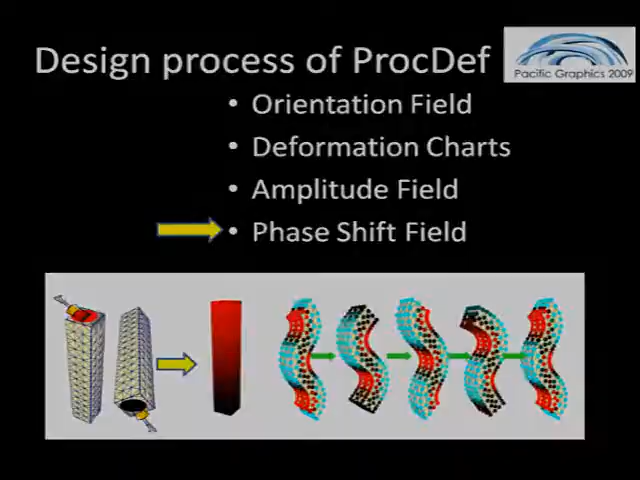 Design process of ProcDef
Pacific Graphics 2009
• Orientation Field
• Deformation Charts
• Amplitude Field
• Phase Shift Field